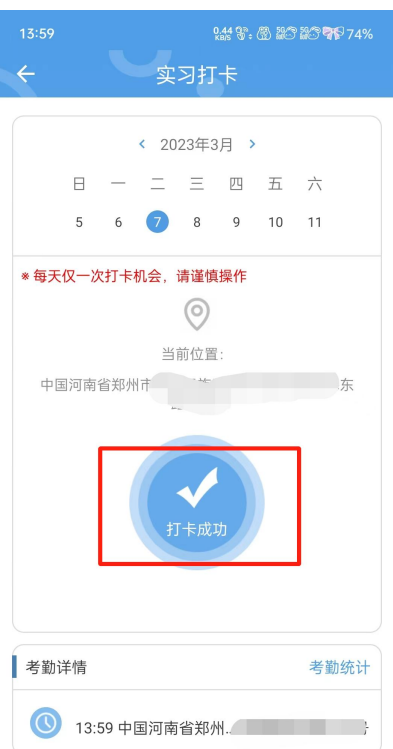 13:59
0.44 KB/S 5G 5G 74%
实习打卡
2023年3月
日 一 二 三 四 五 六
5 6 7 8 9 10 11
* 每天仅一次打卡机会，请谨慎操作
当前位置:
中国河南省郑州市 东
打卡成功
考勤详情 考勤统计
13:59 中国河南省郑州...